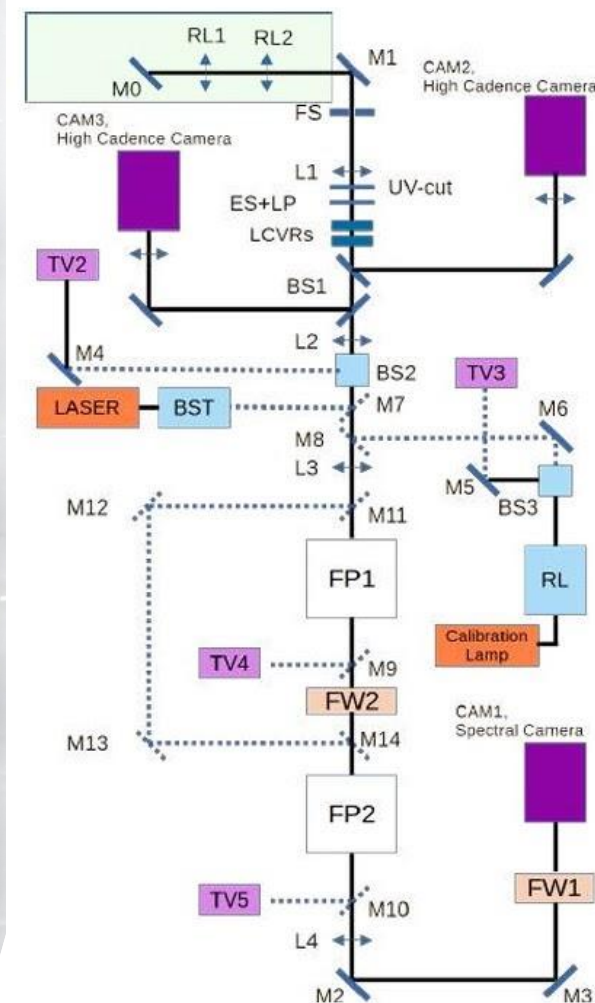 RL1
RL2
M1
M0
CAM2,
High Cadence Camera
FS
CAM3,
High Cadence Camera
L1
UV-cut
ES+LP
LCVRs
TV2
BS1
L2
M4
BS2
TV3
LASER
BST
M7
M6
M8
L3
M5
BS3
M12
M11
FP1
RL
Calibration
Lamp
TV4
M9
FW2
CAM1,
Spectral Camera
M13
M14
FP2
TV5
M10
FW1
L4
M2
M3